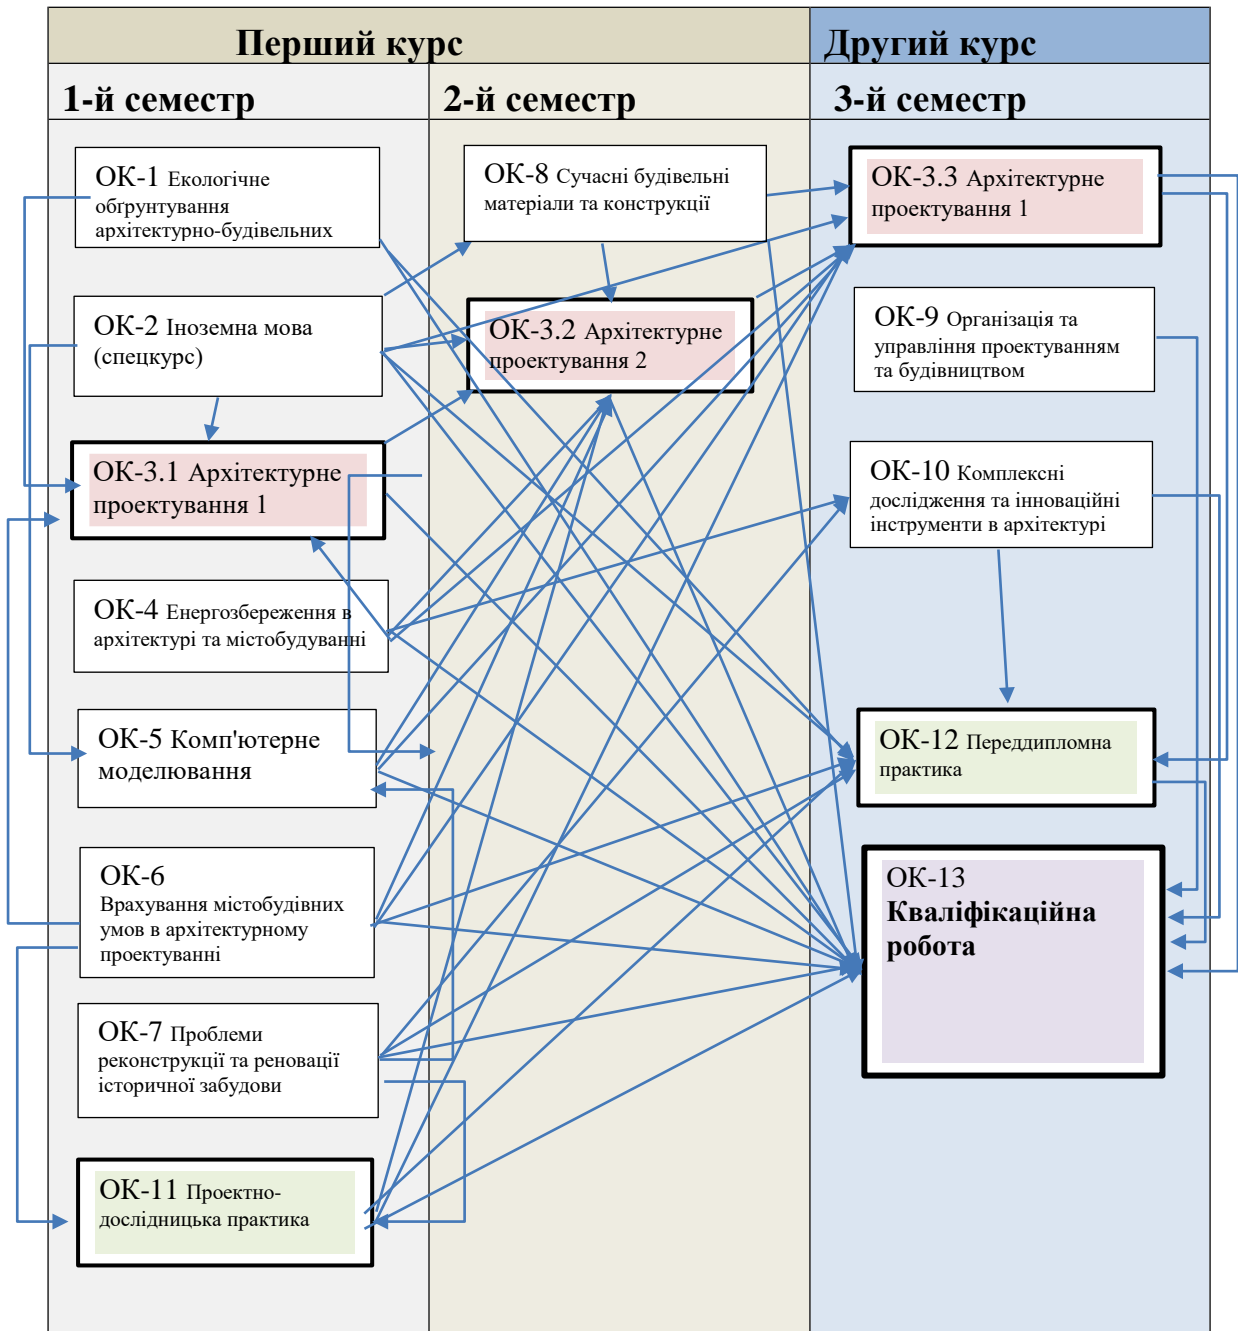 Перший курс
Другий курс
1-й семестр
2-й семестр
3-й семестр
ОК-1 Екологічне
обґрунтування
архітектурно-будівельних
ОК-2 Іноземна мова
(спецкурс)
ОК-3.1 Архітектурне
проектування 1
ОК-4 Енергозбереження в
архітектурі та містобудуванні
ОК-5 Комп'ютерне
моделювання
ОК-6
Врахування містобудівних
умов в архітектурному
проектуванні
ОК-7 Проблеми
реконструкції та реновації
історичної забудови
ОК-11 Проектно-
дослідницька практика
ОК-8 Сучасні будівельні
матеріали та конструкції
ОК-3.2 Архітектурне
проектування 2
ОК-3.3 Архітектурне
проектування 1
ОК-9 Організація та
управління проектуванням
та будівництвом
ОК-10 Комплексні
дослідження та інноваційні
інструменти в архітектурі
ОК-12 Переддипломна
практика
ОК-13
Кваліфікаційна
робота